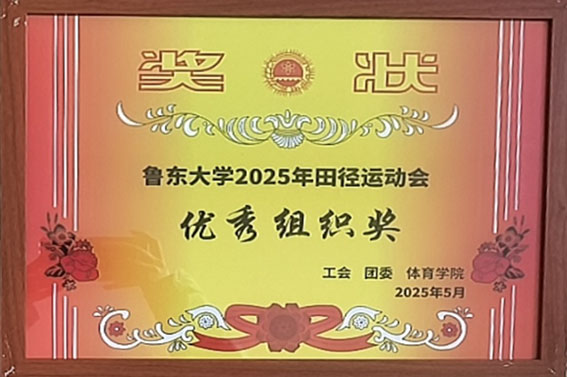 奖状
鲁东大学2025年田径运动会
优秀组织奖
工会 团委 体育学院
2025年5月